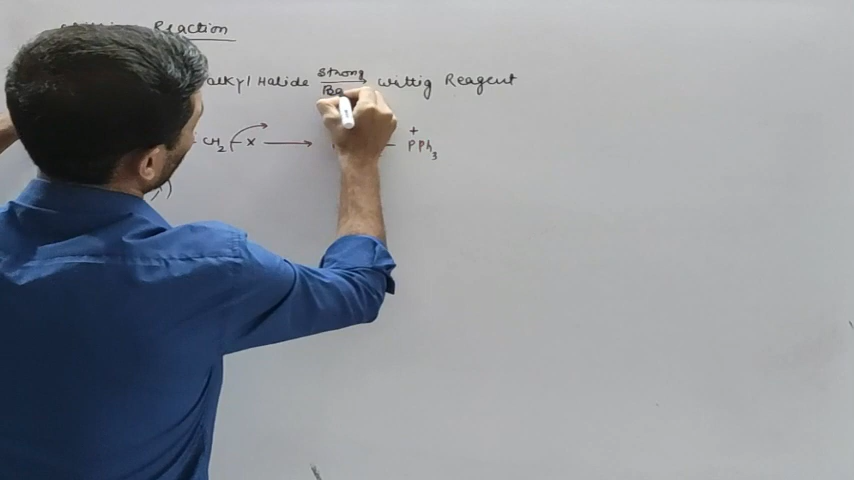 Reaction
alkyl Halide Strong wittig Reagent
CH2 - X → PPh3
+